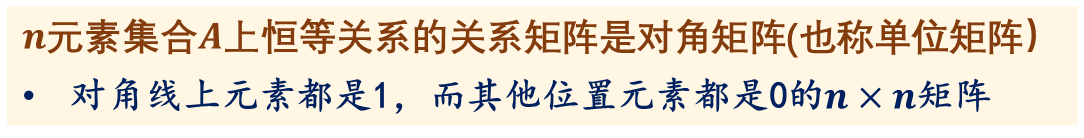 n元素集合A上恒等关系的关系矩阵是对角矩阵(也称单位矩阵）
• 对角线上元素都是1，而其他位置元素都是0的n × n矩阵